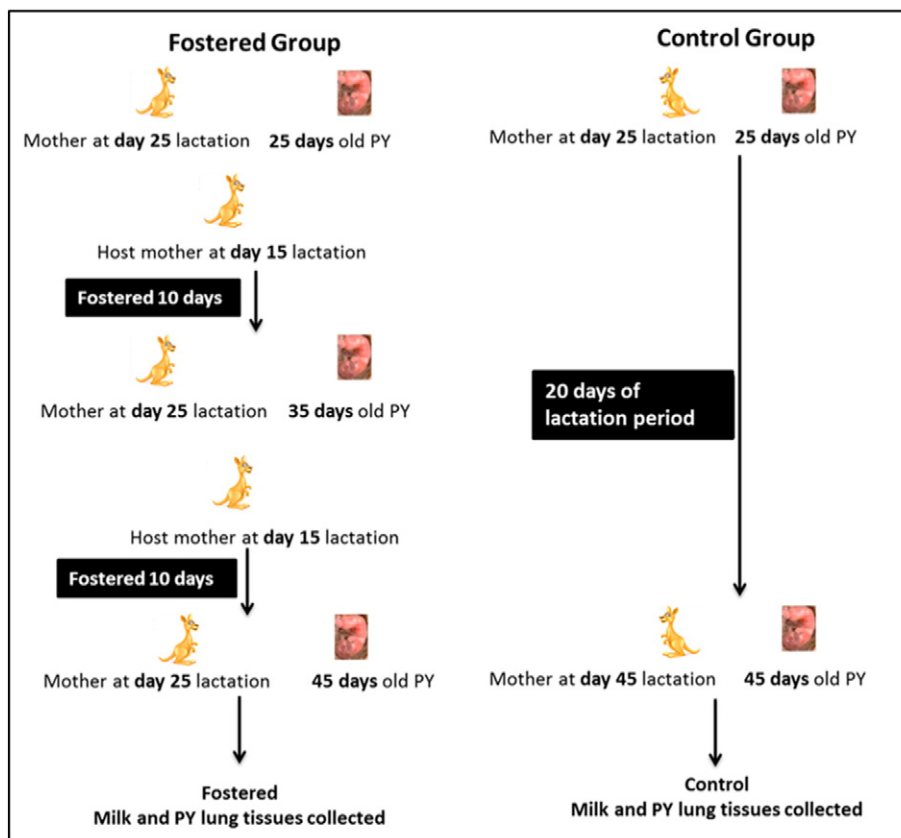 Fostered Group
Mother at day 25 lactation 25 days old PY
Host mother at day 15 lactation
Fostered 10 days
Mother at day 25 lactation 35 days old PY
Host mother at day 15 lactation
Fostered 10 days
Mother at day 25 lactation 45 days old PY
Fostered
Milk and PY lung tissues collected
Control Group
Mother at day 25 lactation 25 days old PY
20 days of
lactation period
Mother at day 45 lactation 45 days old PY
Control
Milk and PY lung tissues collected